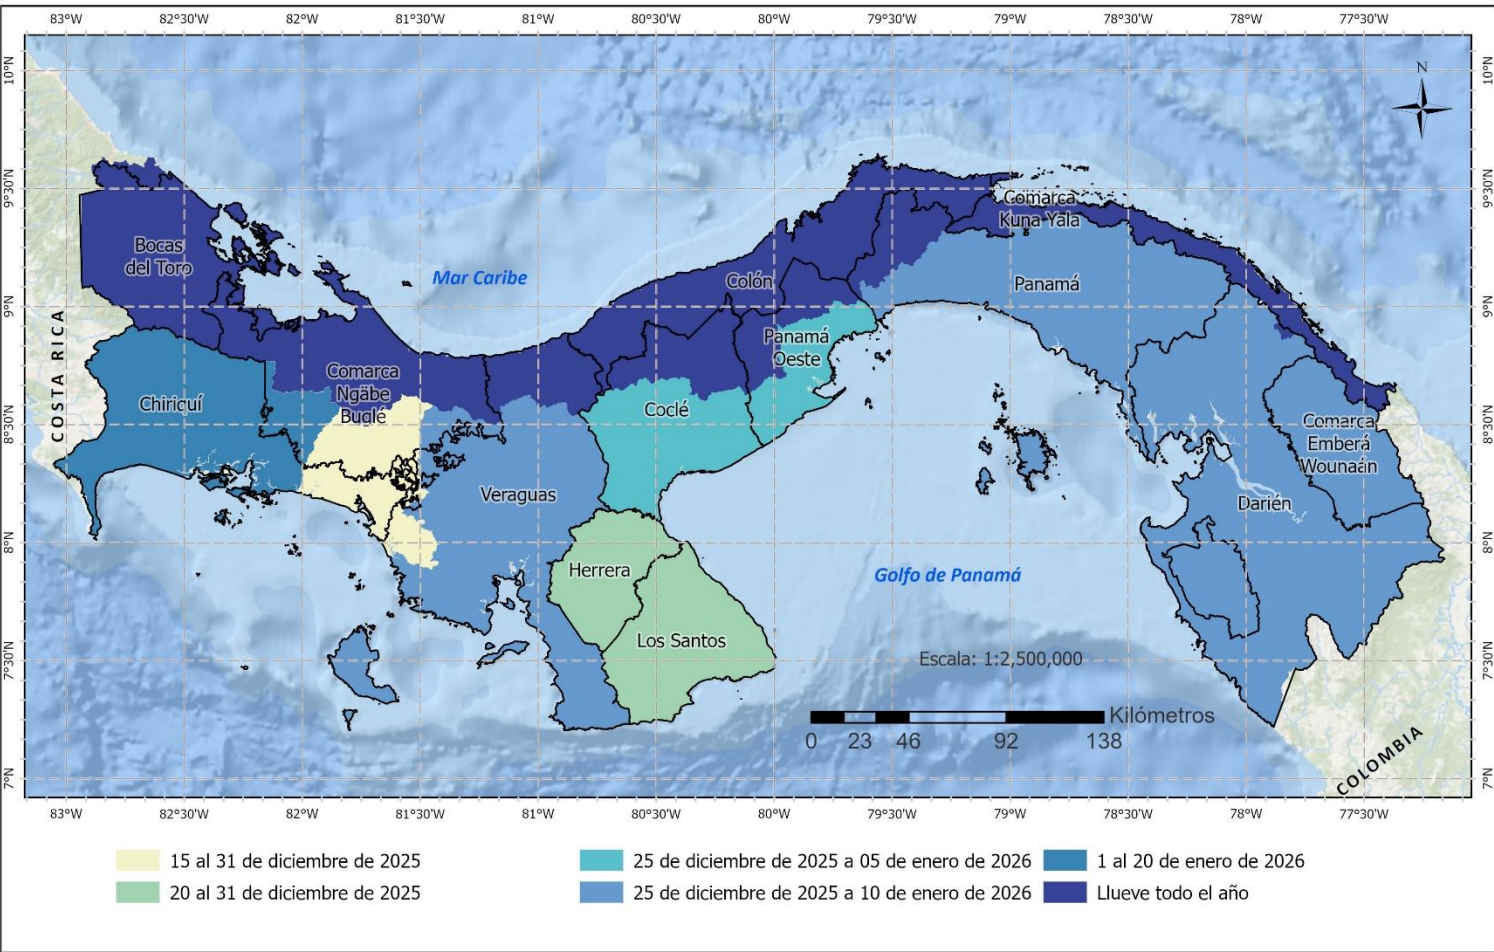 83°W 82°30'W 82°W 81°30'W 81°W 80°30'W 80°W 79°30'W 79°W 78°30'W 78°W 77°30'W
10°N
10°N
N
9°30'N
9°30'N
Comarca
Kuna Yala
Bocas
del Toro
Mar Caribe
Colón
Panamá
9°N
9°N
COSTA RICA
Panamá
Oeste
Comarca
Ngäbe
Buglé
Chiriquí
Coclé
8°30'N
8°30'N
Comarca
Emberá
Wounaán
Veraguas
Darién
8°N
8°N
Herrera
Golfo de Panamá
Los Santos
7°30'N
7°30'N
Escala: 1:2,500,000
Kilómetros
0 23 46 92 138
COLOMBIA
7°N
7°N
83°W 82°30'W 82°W 81°30'W 81°W 80°30'W 80°W 79°30'W 79°W 78°30'W 78°W 77°30'W
15 al 31 de diciembre de 2025
25 de diciembre de 2025 a 05 de enero de 2026
1 al 20 de enero de 2026
20 al 31 de diciembre de 2025
25 de diciembre de 2025 a 10 de enero de 2026
Llueve todo el año